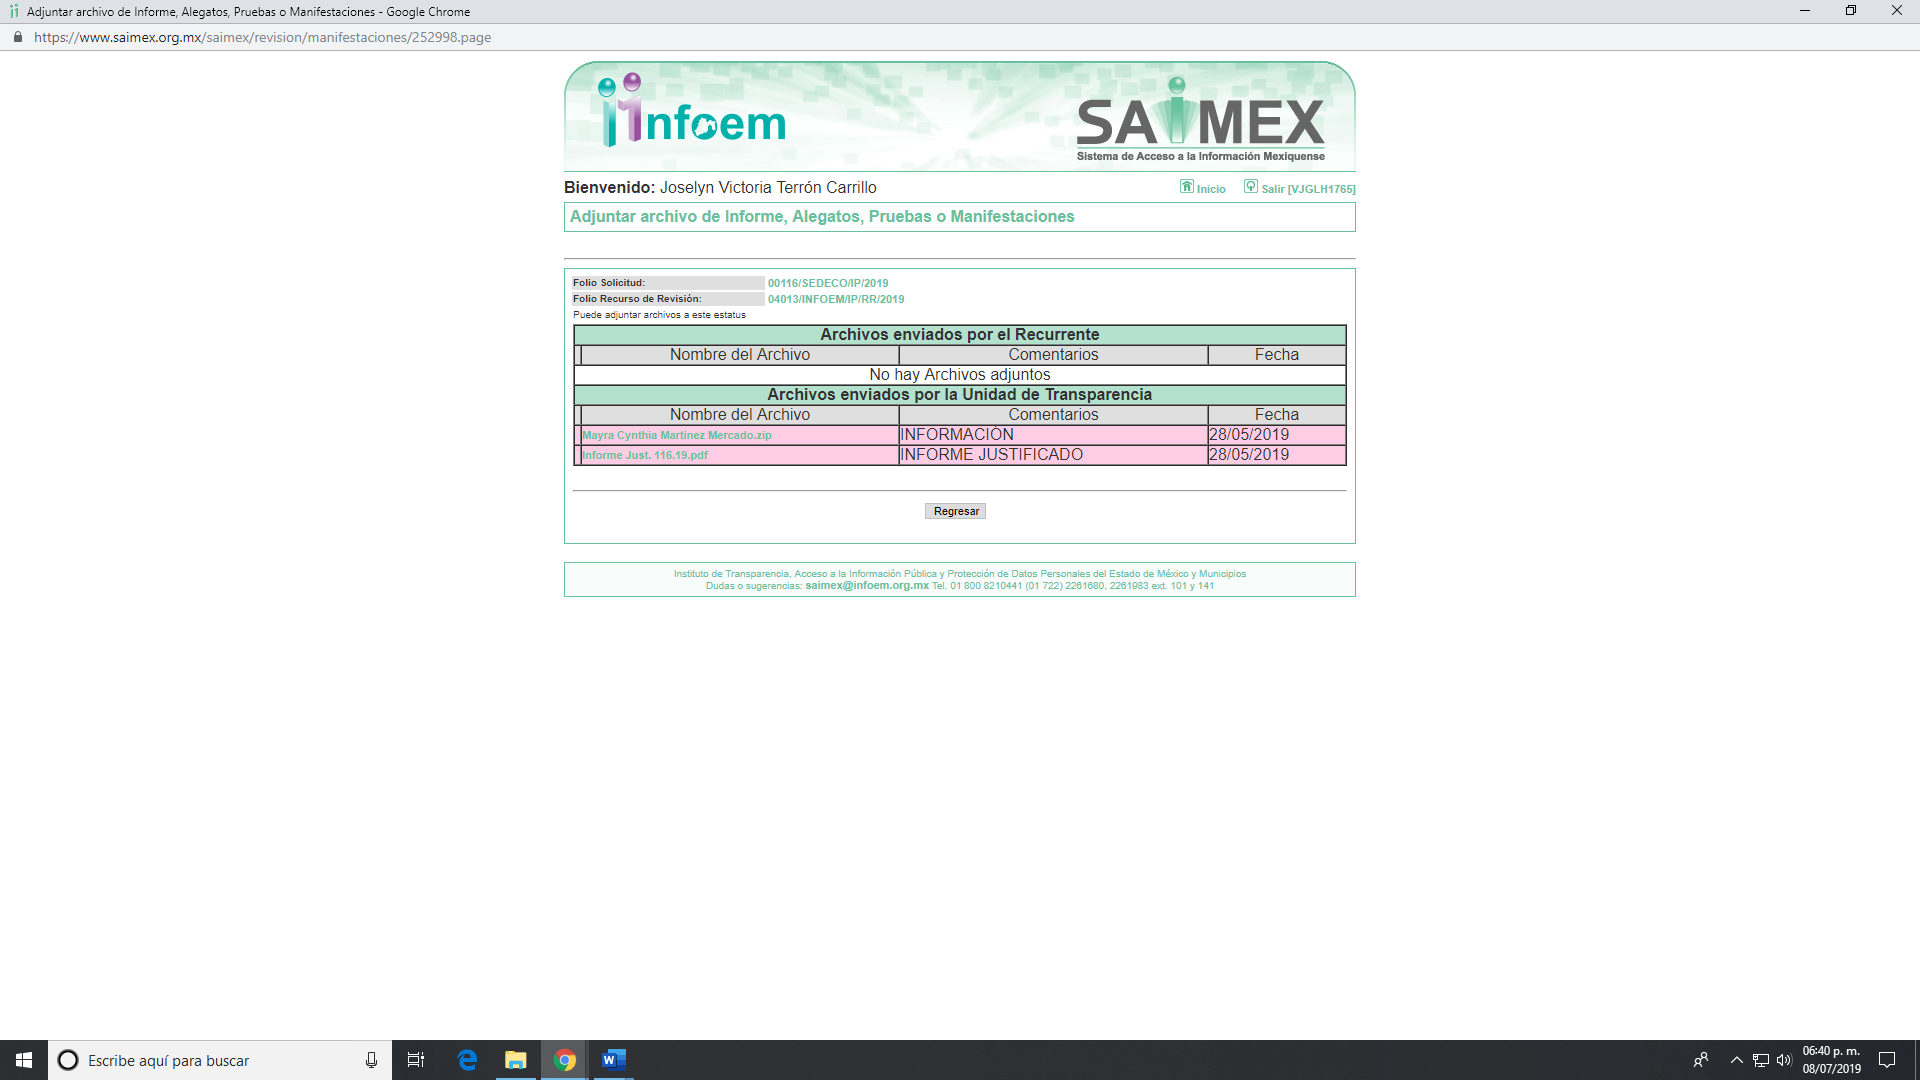 Adjuntar archivo de Informe, Alegatos, Pruebas o Manifestaciones - Google Chrome
https://www.saimex.org.mx/saimex/revision/manifestaciones/252998.page
infoem
SAIMEX
Sistema de Acceso a la Información Mexiquense
Bienvenido: Joselyn Victoria Terrón Carrillo
Inicio Salir [VJGLH1765]
Adjuntar archivo de Informe, Alegatos, Pruebas o Manifestaciones
Folio Solicitud: 00116/SEDECO/IP/2019
Folio Recurso de Revisión: 04013/INFOEM/IP/RR/2019
Puede adjuntar archivos a este estatus
Archivos enviados por el Recurrente
Nombre del Archivo Comentarios Fecha
No hay Archivos adjuntos
Archivos enviados por la Unidad de Transparencia
Nombre del Archivo Comentarios Fecha
Mayra Cynthia Martinez Mercado.zip INFORMACIÓN 28/05/2019
Informe Just. 116.19.pdf INFORME JUSTIFICADO 28/05/2019
Regresar
Instituto de Transparencia, Acceso a la Información Pública y Protección de Datos Personales del Estado de México y Municipios
Dudas o sugerencias: saimex@infoem.org.mx Tel. 01 800 8210441 (01 722) 2261680, 2261983 ext. 101 y 141
Escribe aquí para buscar
06:40 p. m.
08/07/2019